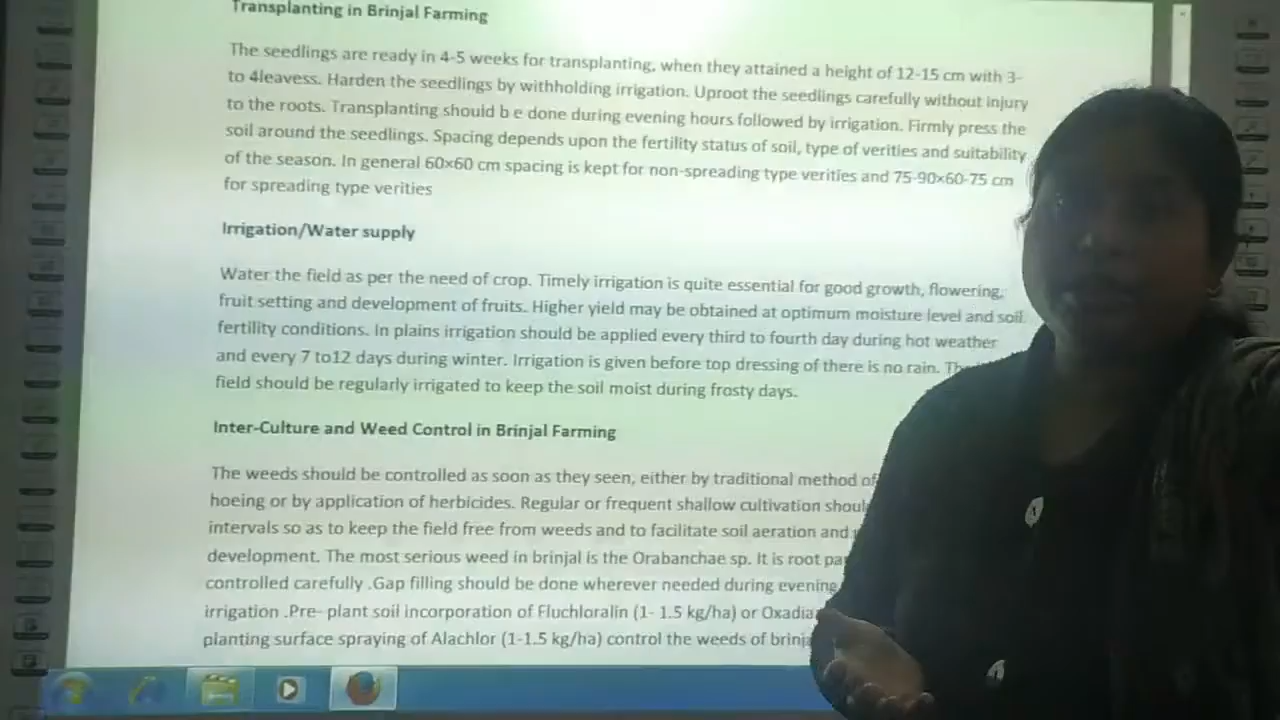 Transplanting in Brinjal Farming
The seedlings are ready in 4-5 weeks for transplanting, when they attained a height of 12-15 cm with 3-
to 4leavess. Harden the seedlings by withholding irrigation. Uproot the seedlings carefully without injury
to the roots. Transplanting should b e done during evening hours followed by irrigation. Firmly press the
soil around the seedlings. Spacing depends upon the fertility status of soil, type of verities and suitability
of the season. In general 60×60 cm spacing is kept for non-spreading type verities and 75-90×60-75 cm
for spreading type verities
Irrigation/Water supply
Water the field as per the need of crop. Timely irrigation is quite essential for good growth, flowering,
fruit setting and development of fruits. Higher yield may be obtained at optimum moisture level and soil
fertility conditions. In plains irrigation should be applied every third to fourth day during hot weather
and every 7 to12 days during winter. Irrigation is given before top dressing of there is no rain.
field should be regularly irrigated to keep the soil moist during frosty days.
Inter-Culture and Weed Control in Brinjal Farming
The weeds should be controlled as soon as they seen, either by traditional method of
hoeing or by application of herbicides. Regular or frequent shallow cultivation
intervals so as to keep the field free from weeds and to facilitate soil aeration and
development. The most serious weed in brinjal is the Orabanchae sp. It is root
controlled carefully .Gap filling should be done wherever needed during evening
irrigation .Pre- plant soil incorporation of Fluchloralin (1- 1.5 kg/ha) or
planting surface spraying of Alachlor (1-1.5 kg/ha) control the weeds of